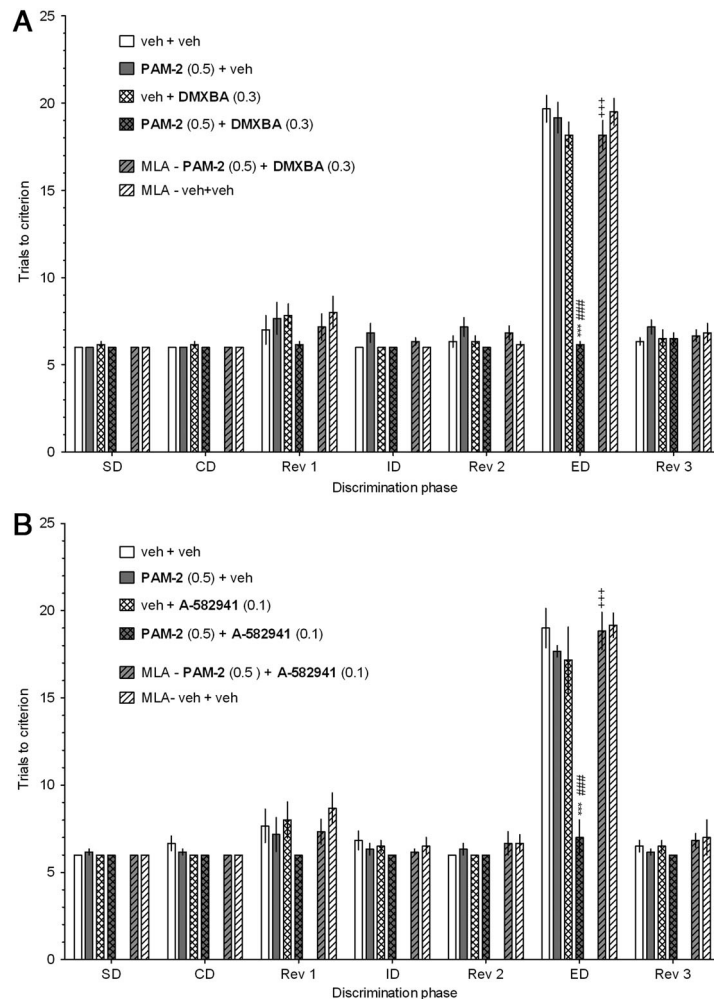 A
25
20
15
10
5
0
Trials to criterion
veh + veh
PAM-2 (0.5) + veh
veh + DMXBA (0.3)
PAM-2 (0.5) + DMXBA (0.3)
MLA - PAM-2 (0.5) + DMXBA (0.3)
MLA - veh+veh
*** ###
+++
SD CD Rev 1 ID Rev 2 ED Rev 3
Discrimination phase
B
25
20
15
10
5
0
Trials to criterion
veh + veh
PAM-2 (0.5) + veh
veh + A-582941 (0.1)
PAM-2 (0.5) + A-582941 (0.1)
MLA - PAM-2 (0.5 ) + A-582941 (0.1)
MLA- veh + veh
*** ###
+++
SD CD Rev 1 ID Rev 2 ED Rev 3
Discrimination phase